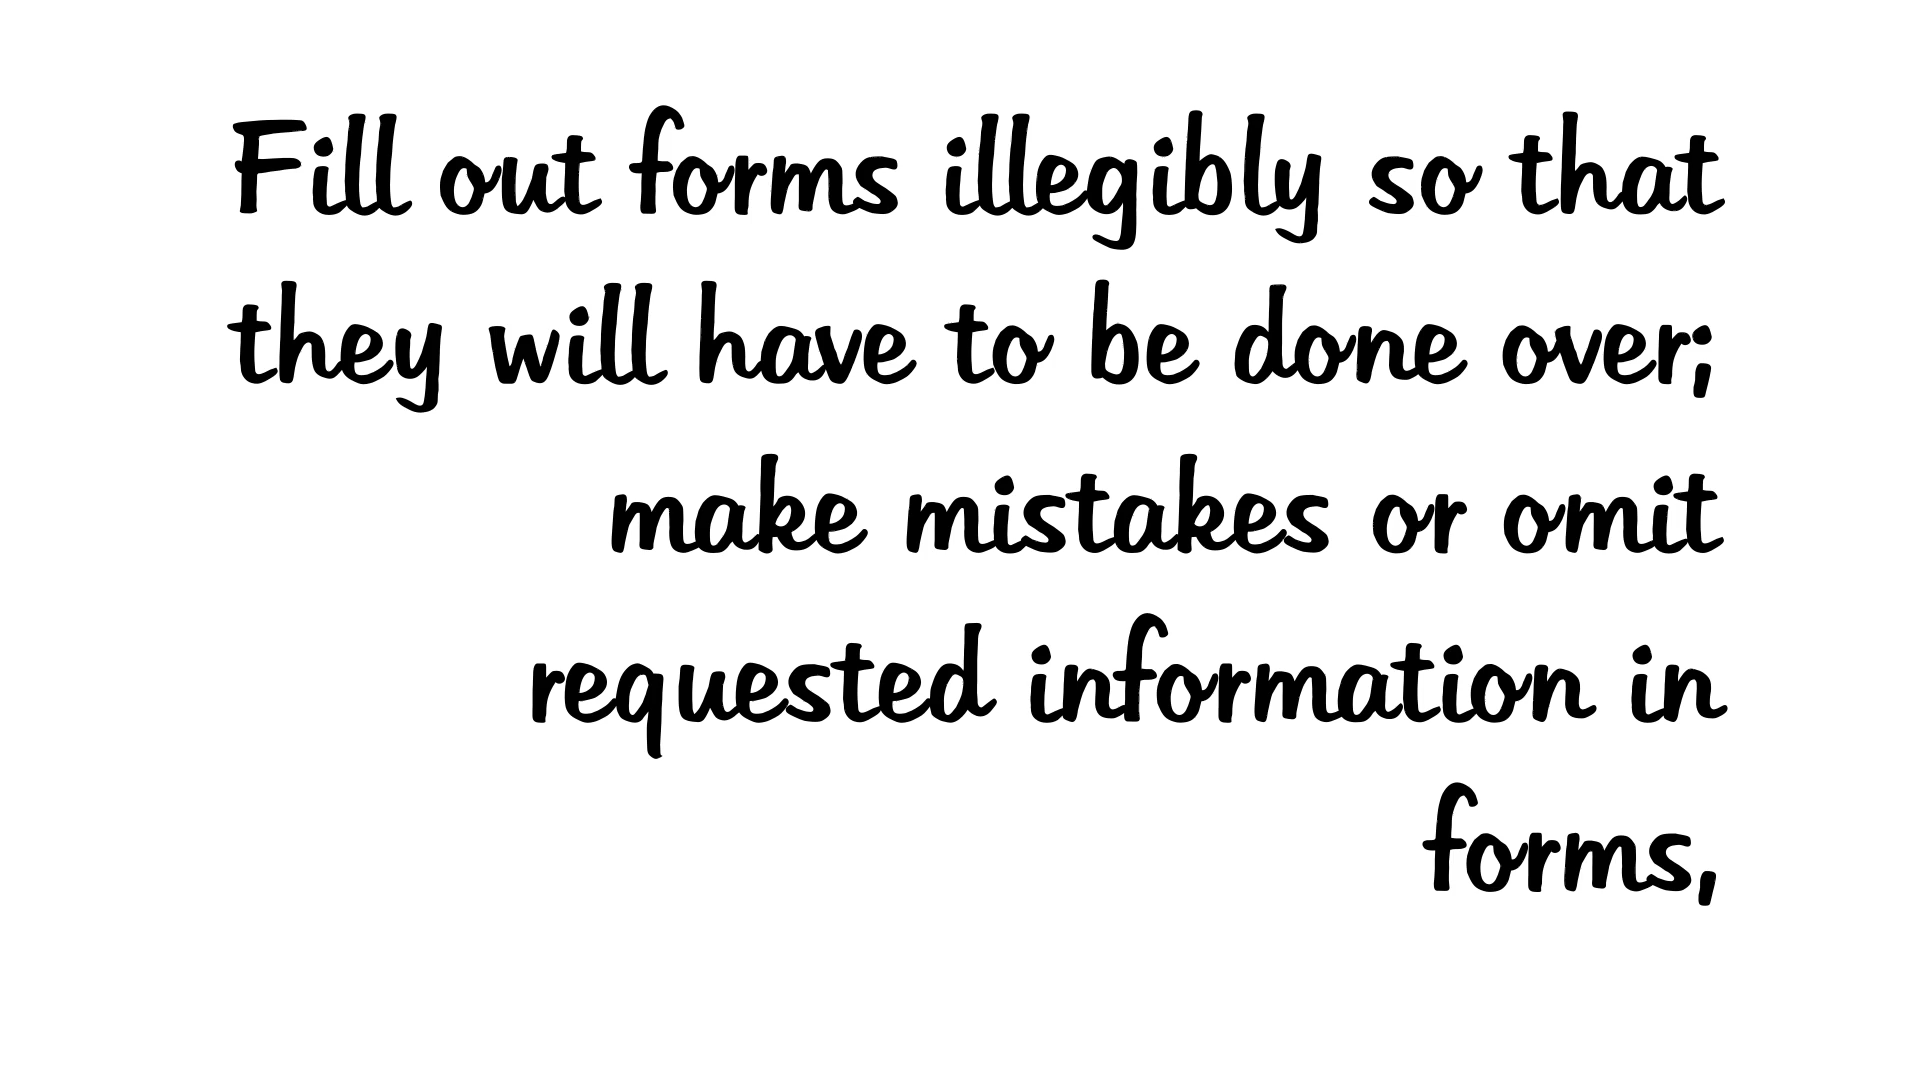 Fill out forms illegibly so that
they will have to be done over;
make mistakes or omit
requested information in
forms,